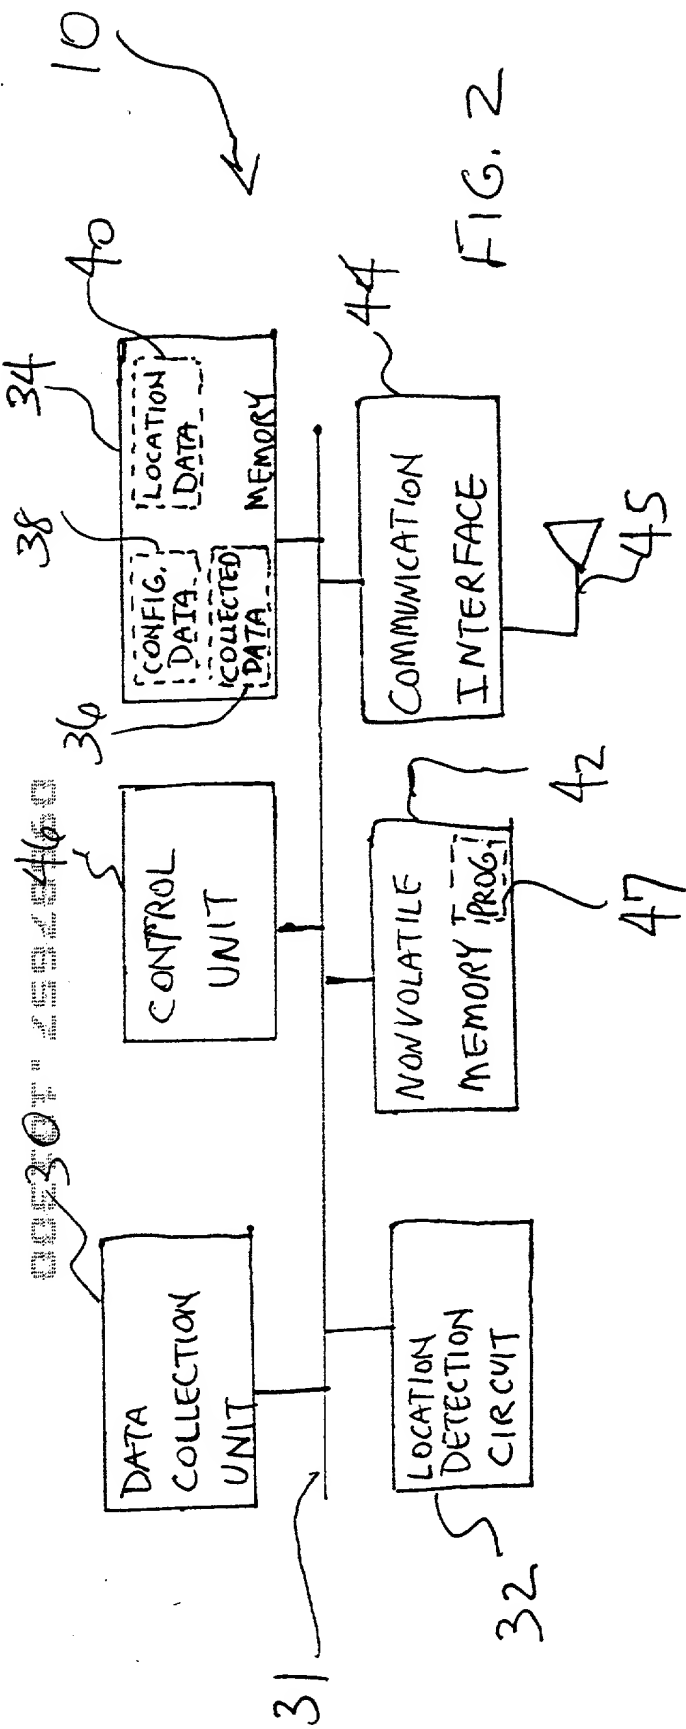 10
34
40
38
LOCATION
DATA
CONFIG.
DATA
COLLECTED
DATA
MEMORY
36
46
CONTROL
UNIT
30
DATA
COLLECTION
UNIT
31
LOCATION
DETECTION
CIRCUIT
32
NONVOLATILE
MEMORY
PROG.
42
47
COMMUNICATION
INTERFACE
44
45
FIG. 2